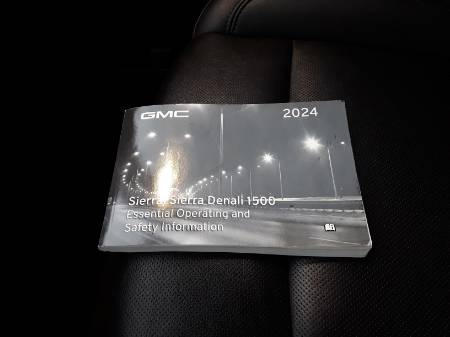 GMC 2024
Sierra/Sierra Denali 1500
Essential Operating and
Safety Information